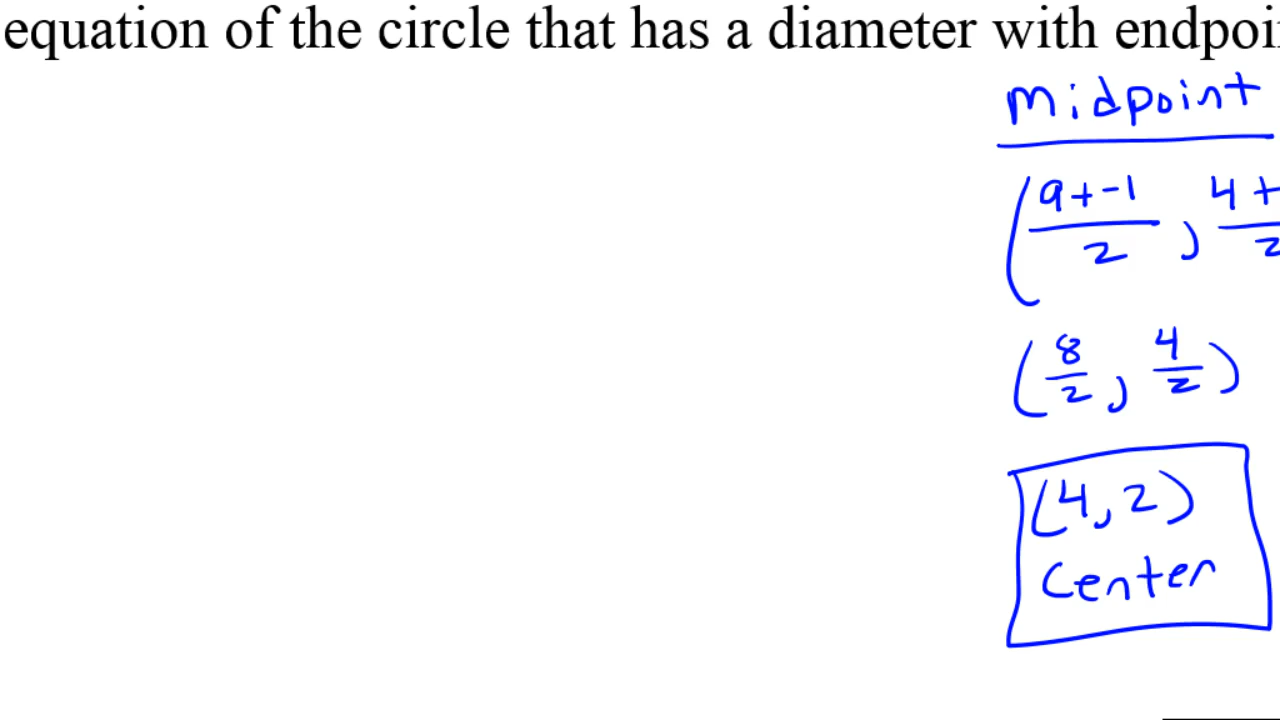 equation of the circle that has a diameter with endpoi
midpoint
(9+-1/2, 4+/2
(8/2, 4/2)
(4,2)
Center